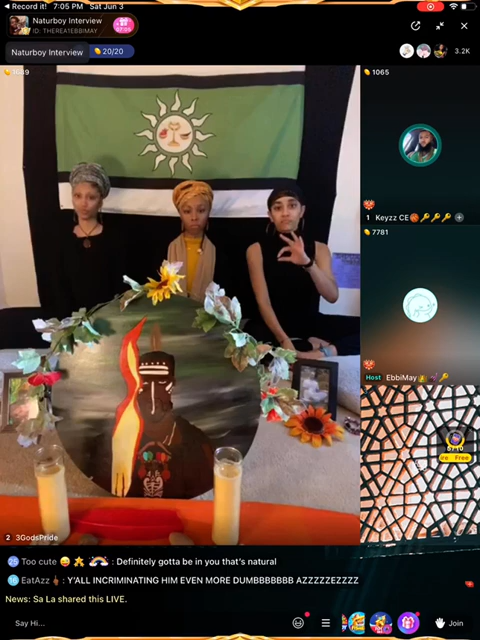 Record it! 7:05 PM Sat Jun 3
Naturboy Interview
ID: THEREA1EBBIMAY
Naturboy Interview
20/20
3.2K
1065
1 Keyzz CE
7781
Host EbbiMay
Free
2 3GodsPride
Too cute : Definitely gotta be in you that's natural
EatAzz : Y'ALL INCRIMINATING HIM EVEN MORE DUMBBBBBBB AZZZZZEZZZZ
News: Sa La shared this LIVE.
Say Hi...
Join